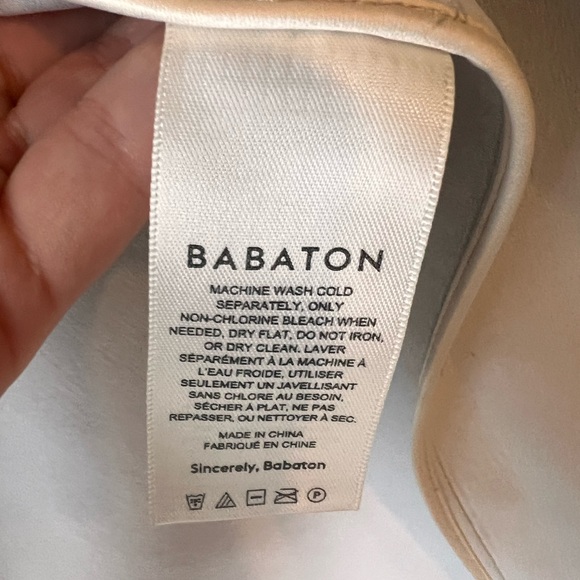 BABATON
MACHINE WASH COLD
SEPARATELY, ONLY
NON-CHLORINE BLEACH WHEN
NEEDED, DRY FLAT, DO NOT IRON,
OR DRY CLEAN. LAVER
SÉPARÉMENT À LA MACHINE À
L'EAU FROIDE, UTILISER
SEULEMENT UN JAVELLISANT
SANS CHLORE AU BESOIN,
SÉCHER À PLAT, NE PAS
REPASSER, OU NETTOYER À SEC.
MADE IN CHINA
FABRIQUÉ EN CHINE
Sincerely, Babaton
P